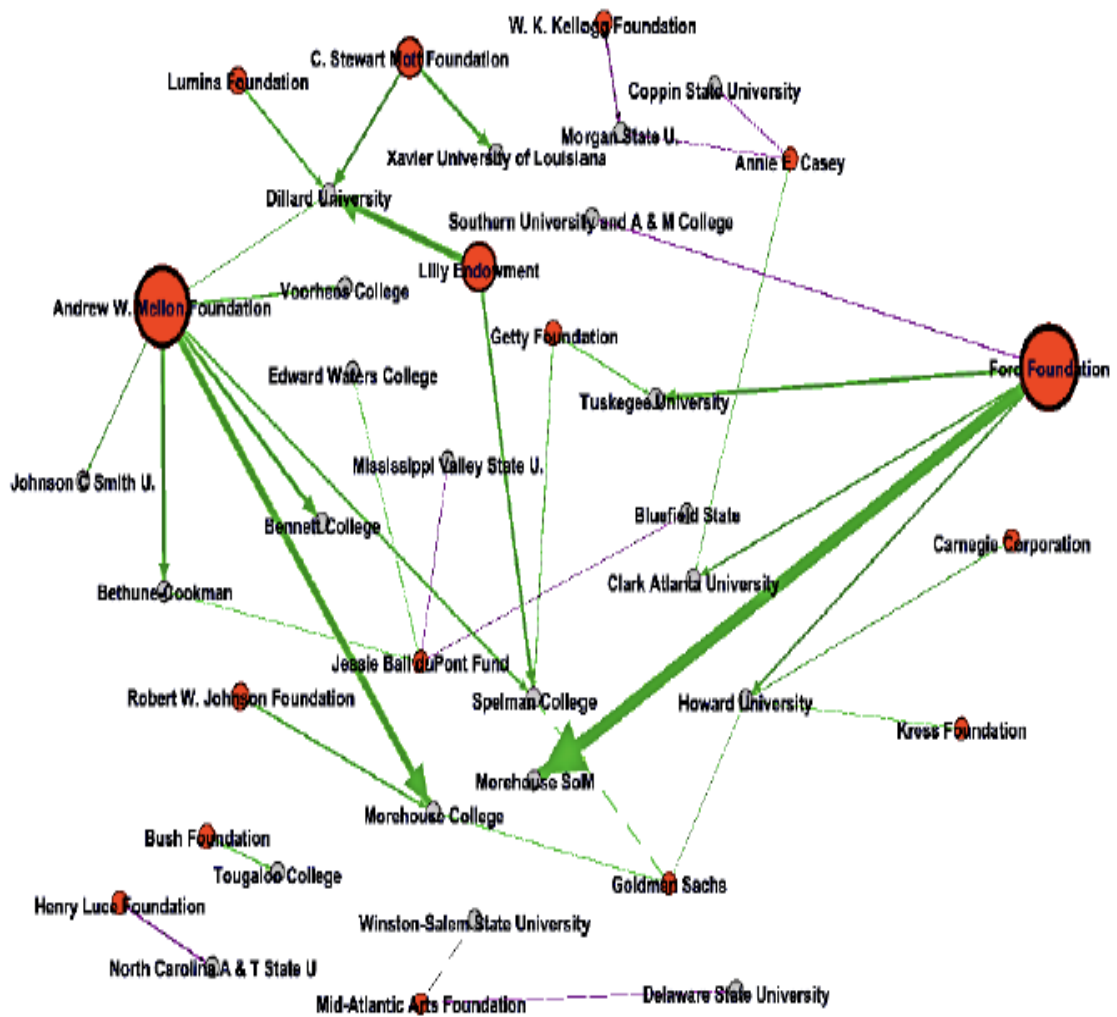 W. K. Kellogg Foundation
C. Stewart Mott Foundation
Lumina Foundation
Coppin State University
Morgan State U.
Xavier University of Louisiana
Annie E. Casey
Dillard University
Southern University and A & M College
Lilly Endowment
Voorhees College
Andrew W. Mellon Foundation
Getty Foundation
Ford Foundation
Edward Waters College
Tuskegee University
Mississippi Valley State U.
Johnson C Smith U.
Bluefield State
Bennett College
Carnegie Corporation
Clark Atlanta University
Bethune-Cookman
Jessie Ball duPont Fund
Robert W. Johnson Foundation
Spelman College
Howard University
Kress Foundation
Morehouse SoM
Morehouse College
Bush Foundation
Tougaloo College
Goldman Sachs
Henry Luce Foundation
Winston-Salem State University
North Carolina A & T State U
Delaware State University
Mid-Atlantic Arts Foundation